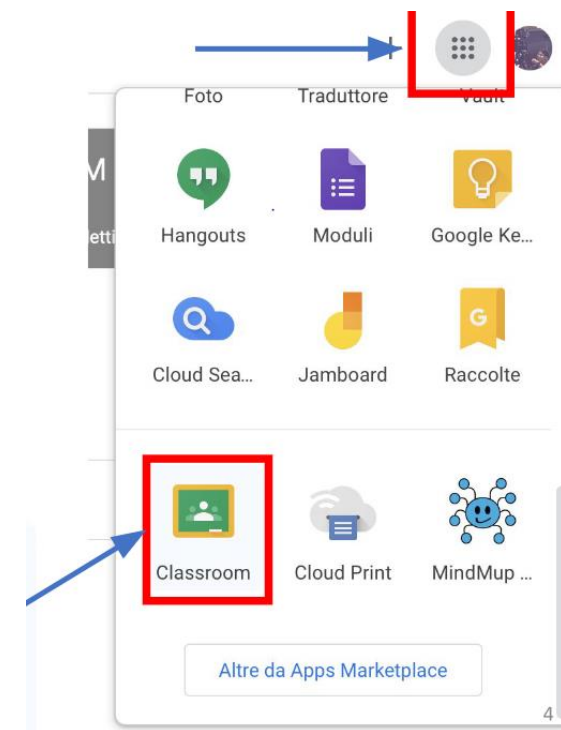 Foto Traduttore Vault
M
letti
Hangouts Moduli Google Ke...
G
Cloud Sea... Jamboard Raccolte
Classroom Cloud Print MindMup ...
Altre da Apps Marketplace
4